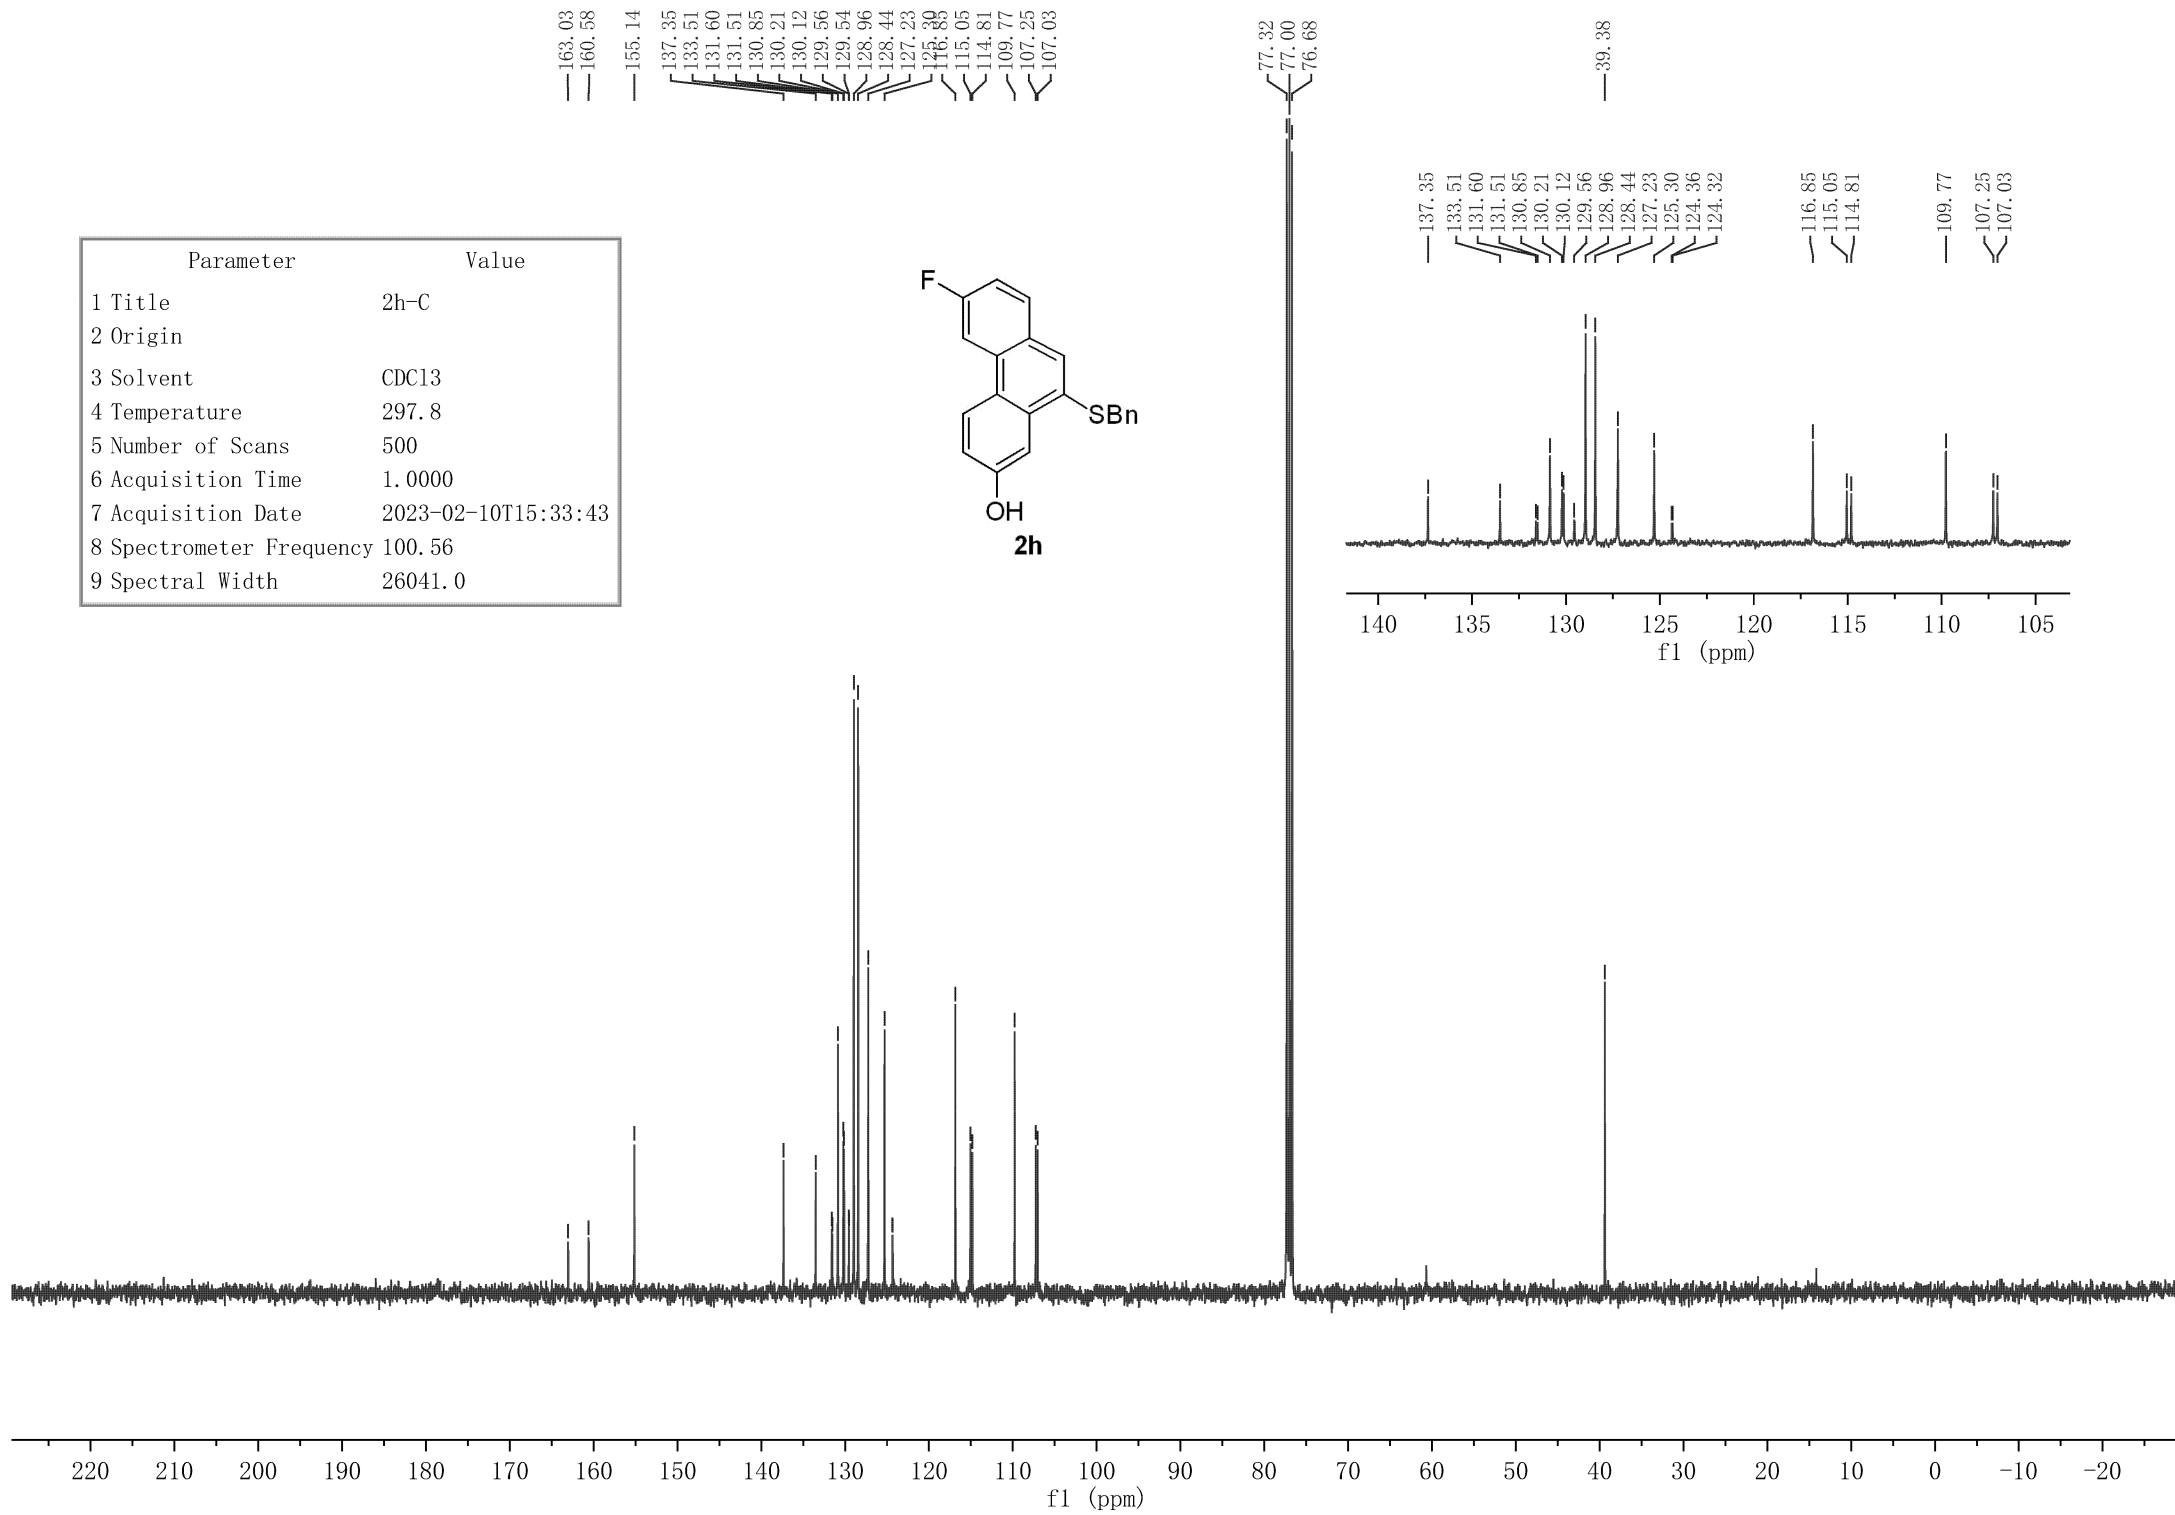 163.03
160.58
155.14
137.35
133.51
131.60
131.51
130.85
130.21
130.12
129.56
129.54
128.96
128.44
127.23
125.30
116.85
115.05
114.81
109.77
107.25
107.03
77.32
77.00
76.68
39.38
137.35
133.51
131.60
131.51
130.85
130.21
130.12
129.56
128.96
128.44
127.23
125.30
124.36
124.32
116.85
115.05
114.81
109.77
107.25
107.03
Parameter Value
1 Title 2h-C
2 Origin
3 Solvent CDCl3
4 Temperature 297.8
5 Number of Scans 500
6 Acquisition Time 1.0000
7 Acquisition Date 2023-02-10T15:33:43
8 Spectrometer Frequency 100.56
9 Spectral Width 26041.0
F
SBn
OH
2h
140 135 130 125 120 115 110 105
f1 (ppm)
220 210 200 190 180 170 160 150 140 130 120 110 100 90 80 70 60 50 40 30 20 10 0 -10 -20
f1 (ppm)